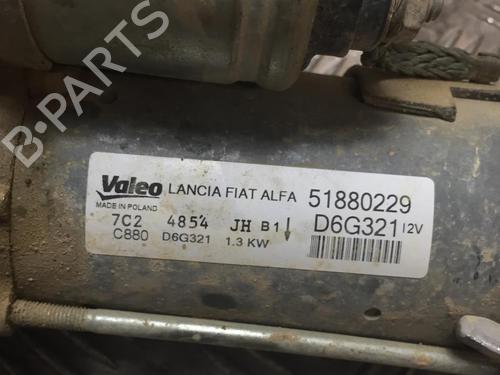 B-PARTS
Valeo LANCIA FIAT ALFA 51880229
MADE IN POLAND
7C2 4854 JH B1 D6G321 12V
C880 D6G321 1.3 KW